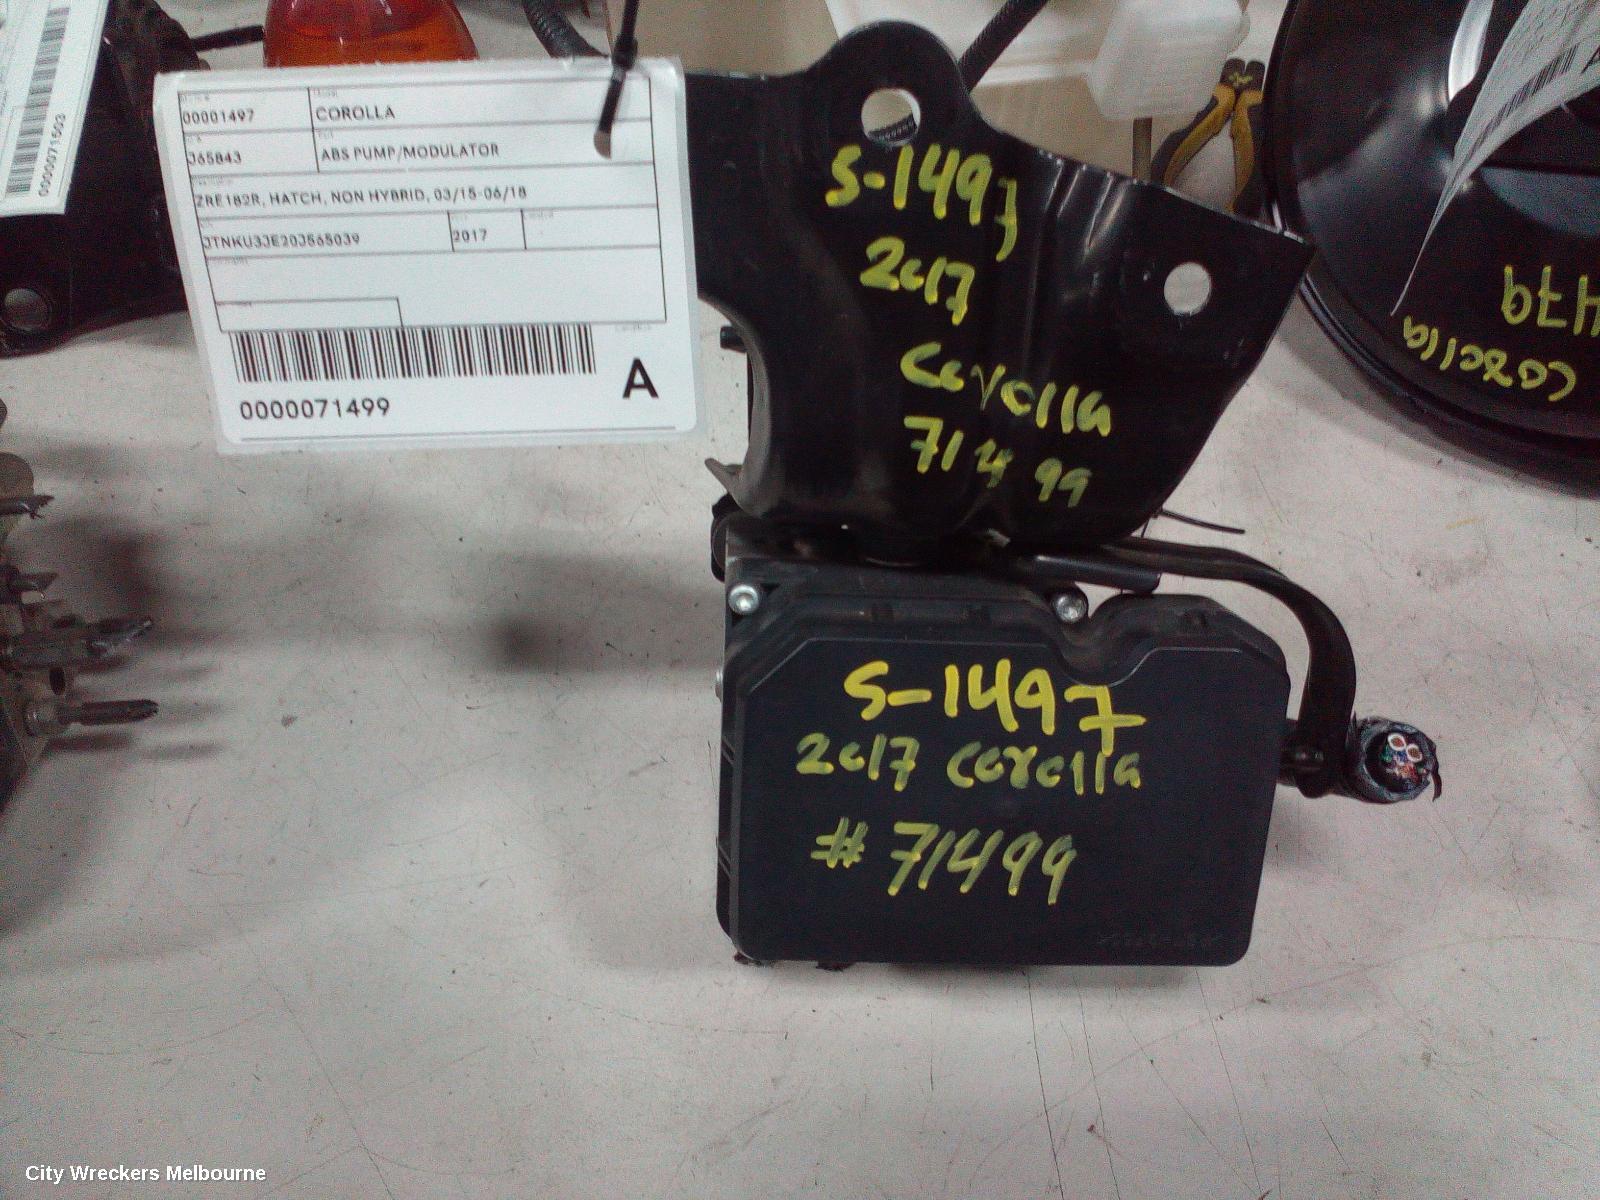 00001497
COROLLA
J65843
ABS PUMP/MODULATOR
ZRE182R, HATCH, NON HYBRID, 03/15-06/18
JTNKU3JE20J565039
2017
A
0000071499
0000071503
S-1497
2017
Corolla
71499
S-1497
2017 Corolla
# 71499
Corolla
City Wreckers Melbourne